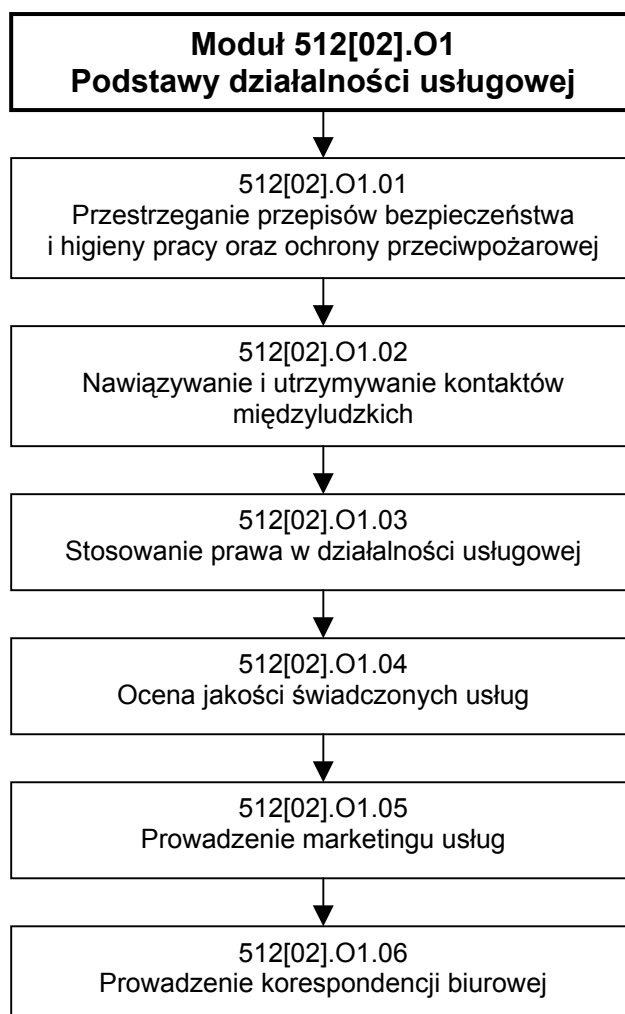 Moduł 512[02].O1
Podstawy działalności usługowej
512[02].O1.01
Przestrzeganie przepisów bezpieczeństwa
i higieny pracy oraz ochrony przeciwpożarowej
512[02].O1.02
Nawiązywanie i utrzymywanie kontaktów
międzyludzkich
512[02].O1.03
Stosowanie prawa w działalności usługowej
512[02].O1.04
Ocena jakości świadczonych usług
512[02].O1.05
Prowadzenie marketingu usług
512[02].O1.06
Prowadzenie korespondencji biurowej